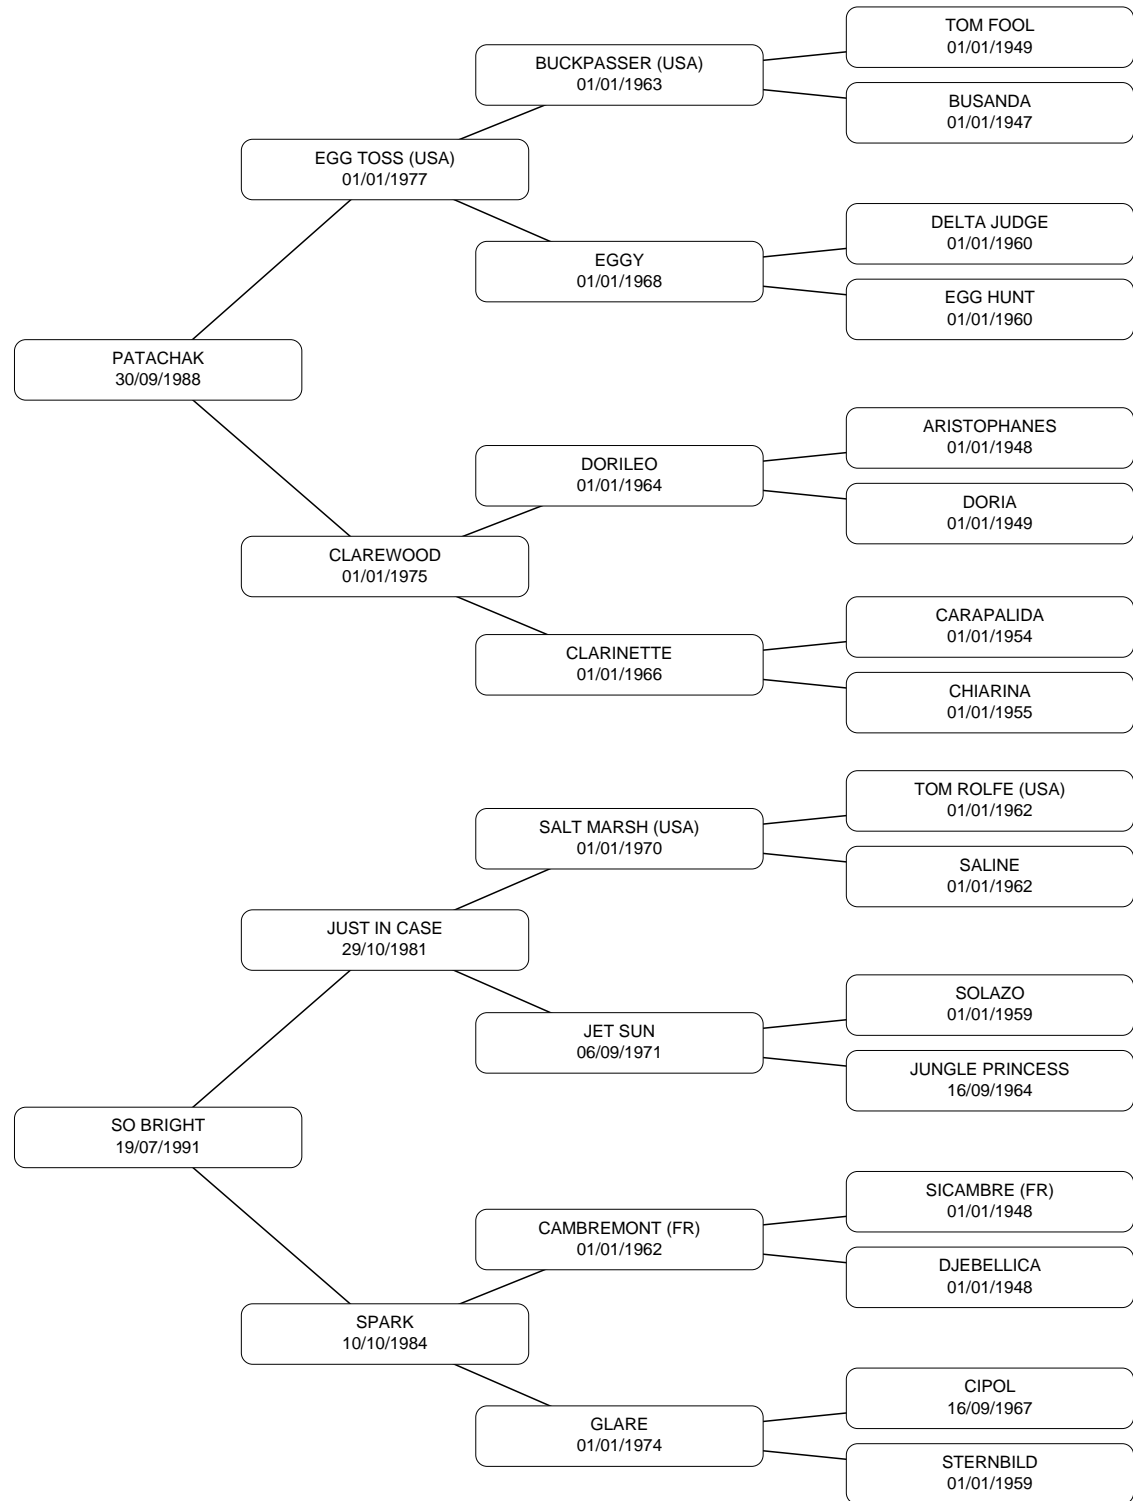 TOM FOOL
01/01/1949
BUCKPASSER (USA)
01/01/1963
BUSANDA
01/01/1947
EGG TOSS (USA)
01/01/1977
DELTA JUDGE
01/01/1960
EGGY
01/01/1968
EGG HUNT
01/01/1960
PATACHAK
30/09/1988
ARISTOPHANES
01/01/1948
DORILEO
01/01/1964
DORIA
01/01/1949
CLAREWOOD
01/01/1975
CARAPALIDA
01/01/1954
CLARINETTE
01/01/1966
CHIARINA
01/01/1955
TOM ROLFE (USA)
01/01/1962
SALT MARSH (USA)
01/01/1970
SALINE
01/01/1962
JUST IN CASE
29/10/1981
SOLAZO
01/01/1959
JET SUN
06/09/1971
JUNGLE PRINCESS
16/09/1964
SO BRIGHT
19/07/1991
SICAMBRE (FR)
01/01/1948
CAMBREMONT (FR)
01/01/1962
DJEBELLICA
01/01/1948
SPARK
10/10/1984
CIPOL
16/09/1967
GLARE
01/01/1974
STERNBILD
01/01/1959